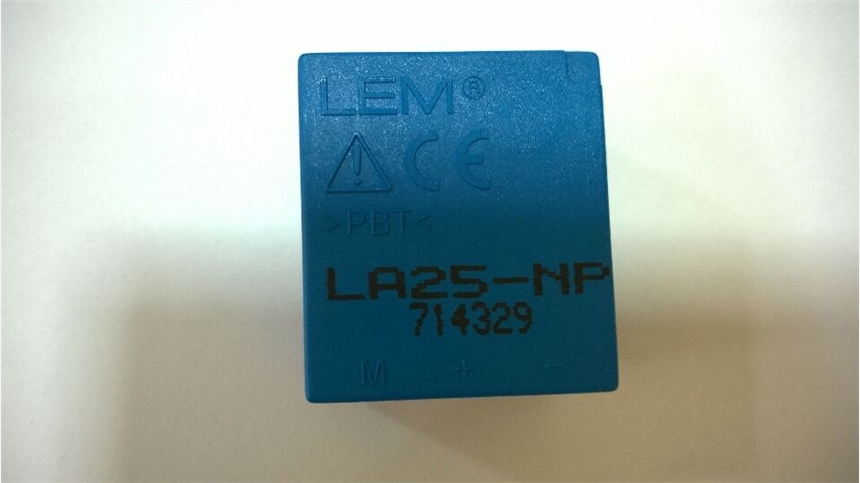 LEM®
CE
>PBT<
LA25-NP
714329
M + -